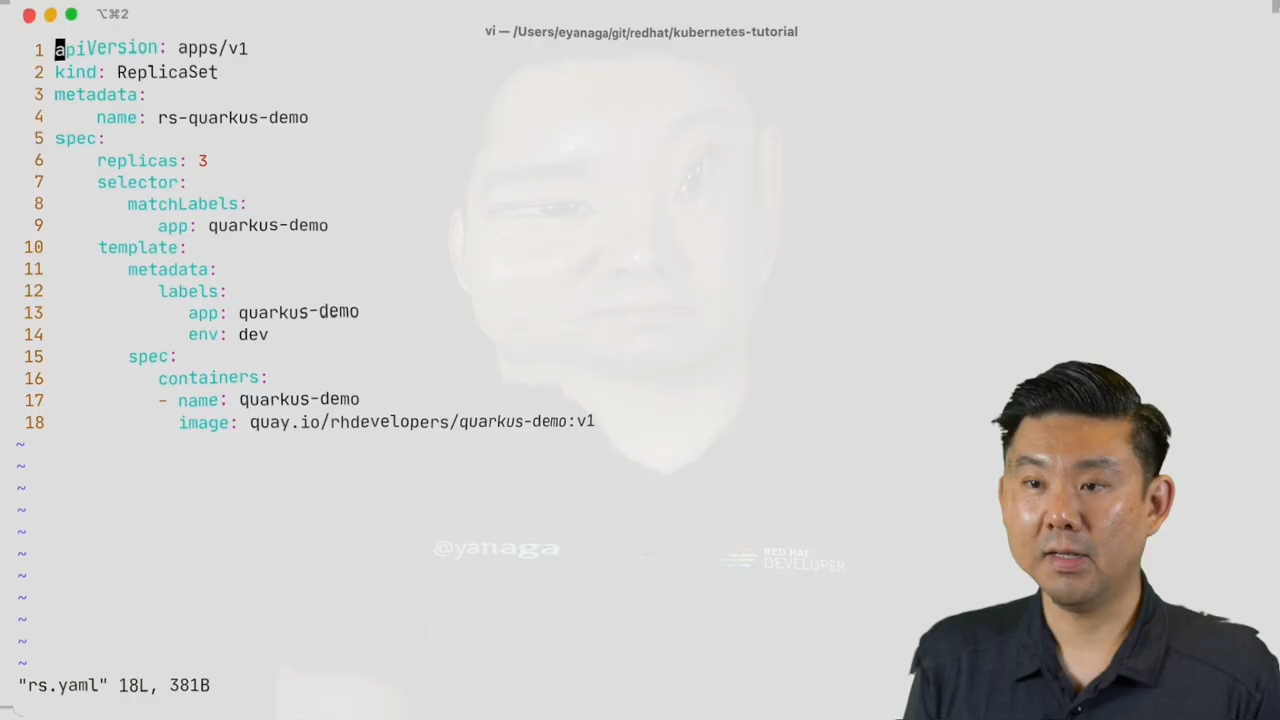 ⌥⌘2
vi — /Users/eyanaga/git/redhat/kubernetes-tutorial
1 apiVersion: apps/v1
2 kind: ReplicaSet
3 metadata:
4     name: rs-quarkus-demo
5 spec:
6     replicas: 3
7     selector:
8        matchLabels:
9           app: quarkus-demo
10     template:
11        metadata:
12           labels:
13              app: quarkus-demo
14              env: dev
15        spec:
16           containers:
17           - name: quarkus-demo
18             image: quay.io/rhdevelopers/quarkus-demo:v1
~
~
~
~
~
~
~
~
~
~
~
"rs.yaml" 18L, 381B
@yanaga
RED HAT
DEVELOPER